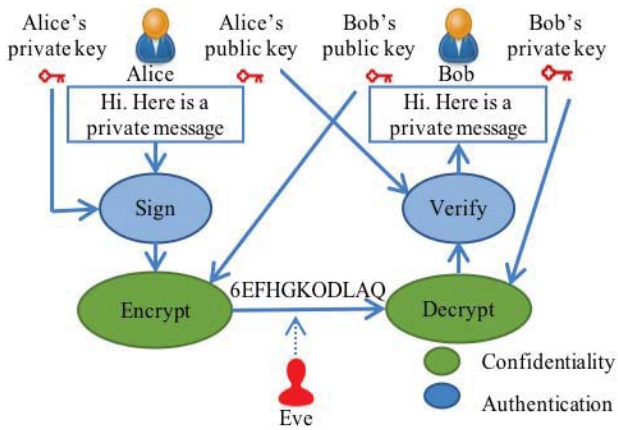 Alice's
private key
Alice
Alice's
public key
Bob's
public key
Bob
Bob's
private key
Hi. Here is a
private message
Hi. Here is a
private message
Sign
Verify
Encrypt
6EFHGKODLAQ
Decrypt
Eve
Confidentiality
Authentication